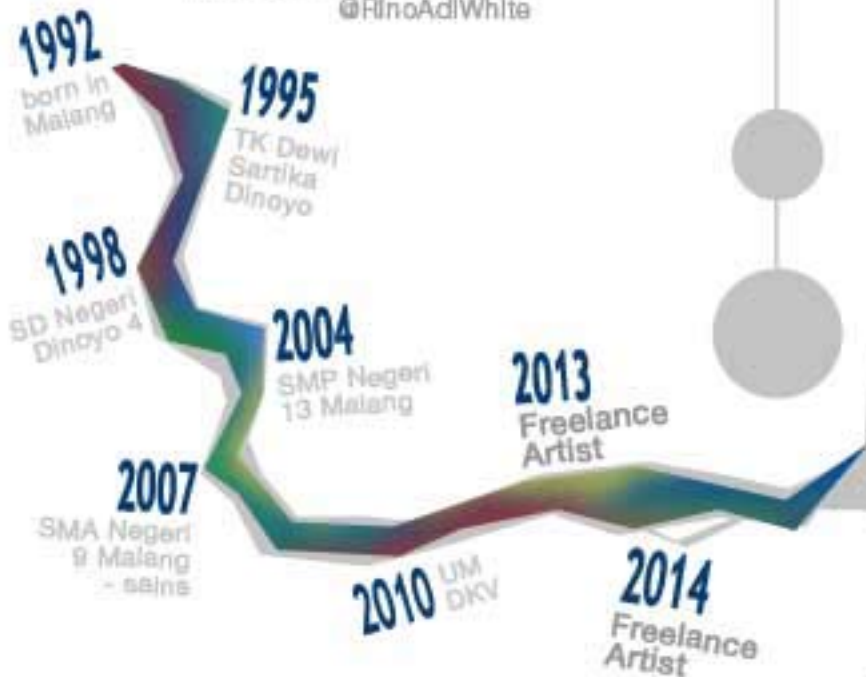 @RinoAdiWhite
1992
born in
Malang
1995
TK Dewi
Sartika
Dinoyo
1998
SD Negeri
Dinoyo 4
2004
SMP Negeri
13 Malang
2007
SMA Negeri
9 Malang
- sains
2010
UM
DKV
2013
Freelance
Artist
2014
Freelance
Artist